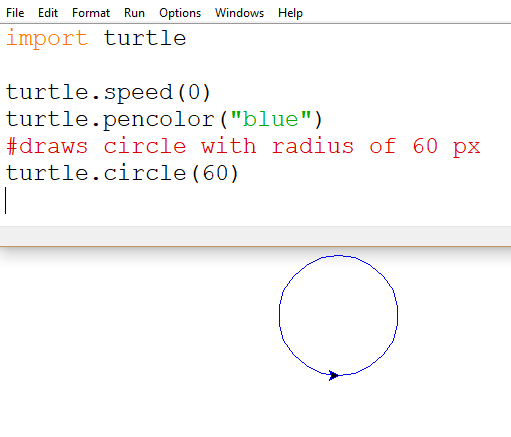 File Edit Format Run Options Windows Help
import turtle
turtle.speed(0)
turtle.pencolor("blue")
#draws circle with radius of 60 px
turtle.circle(60)